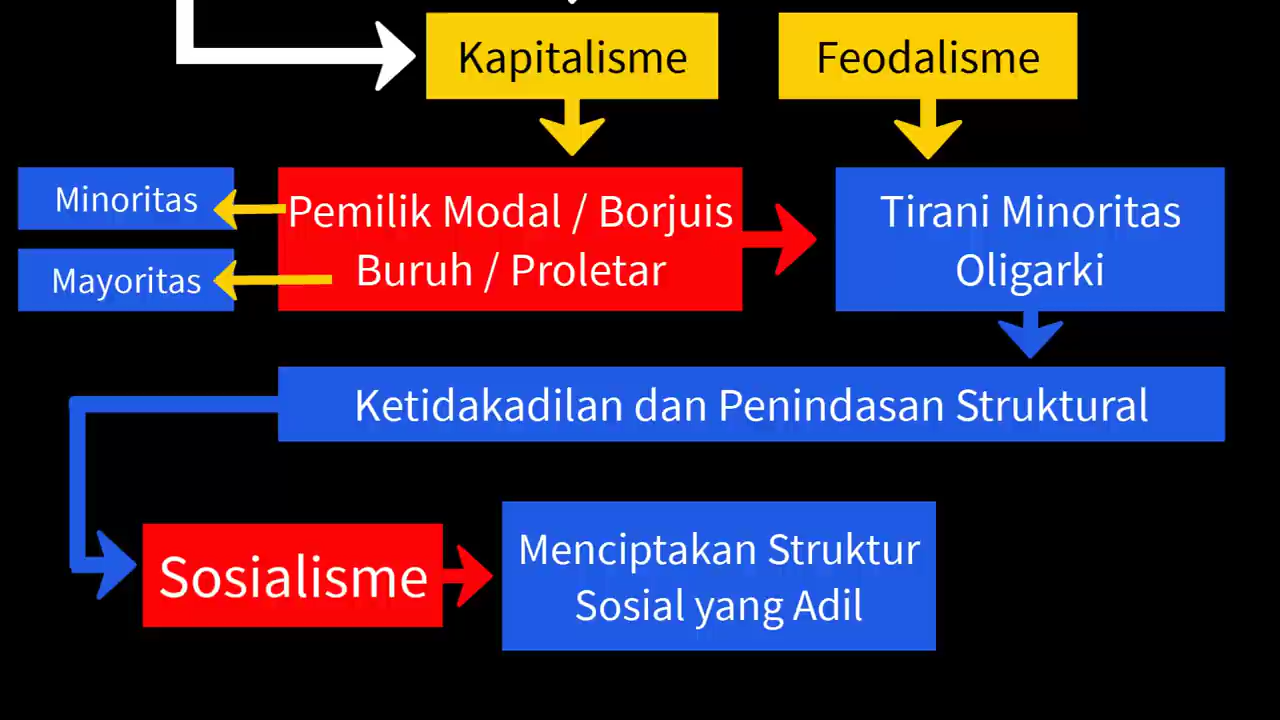 Kapitalisme
Feodalisme
Minoritas
Mayoritas
Pemilik Modal / Borjuis
Buruh / Proletar
Tirani Minoritas
Oligarki
Ketidakadilan dan Penindasan Struktural
Sosialisme
Menciptakan Struktur
Sosial yang Adil